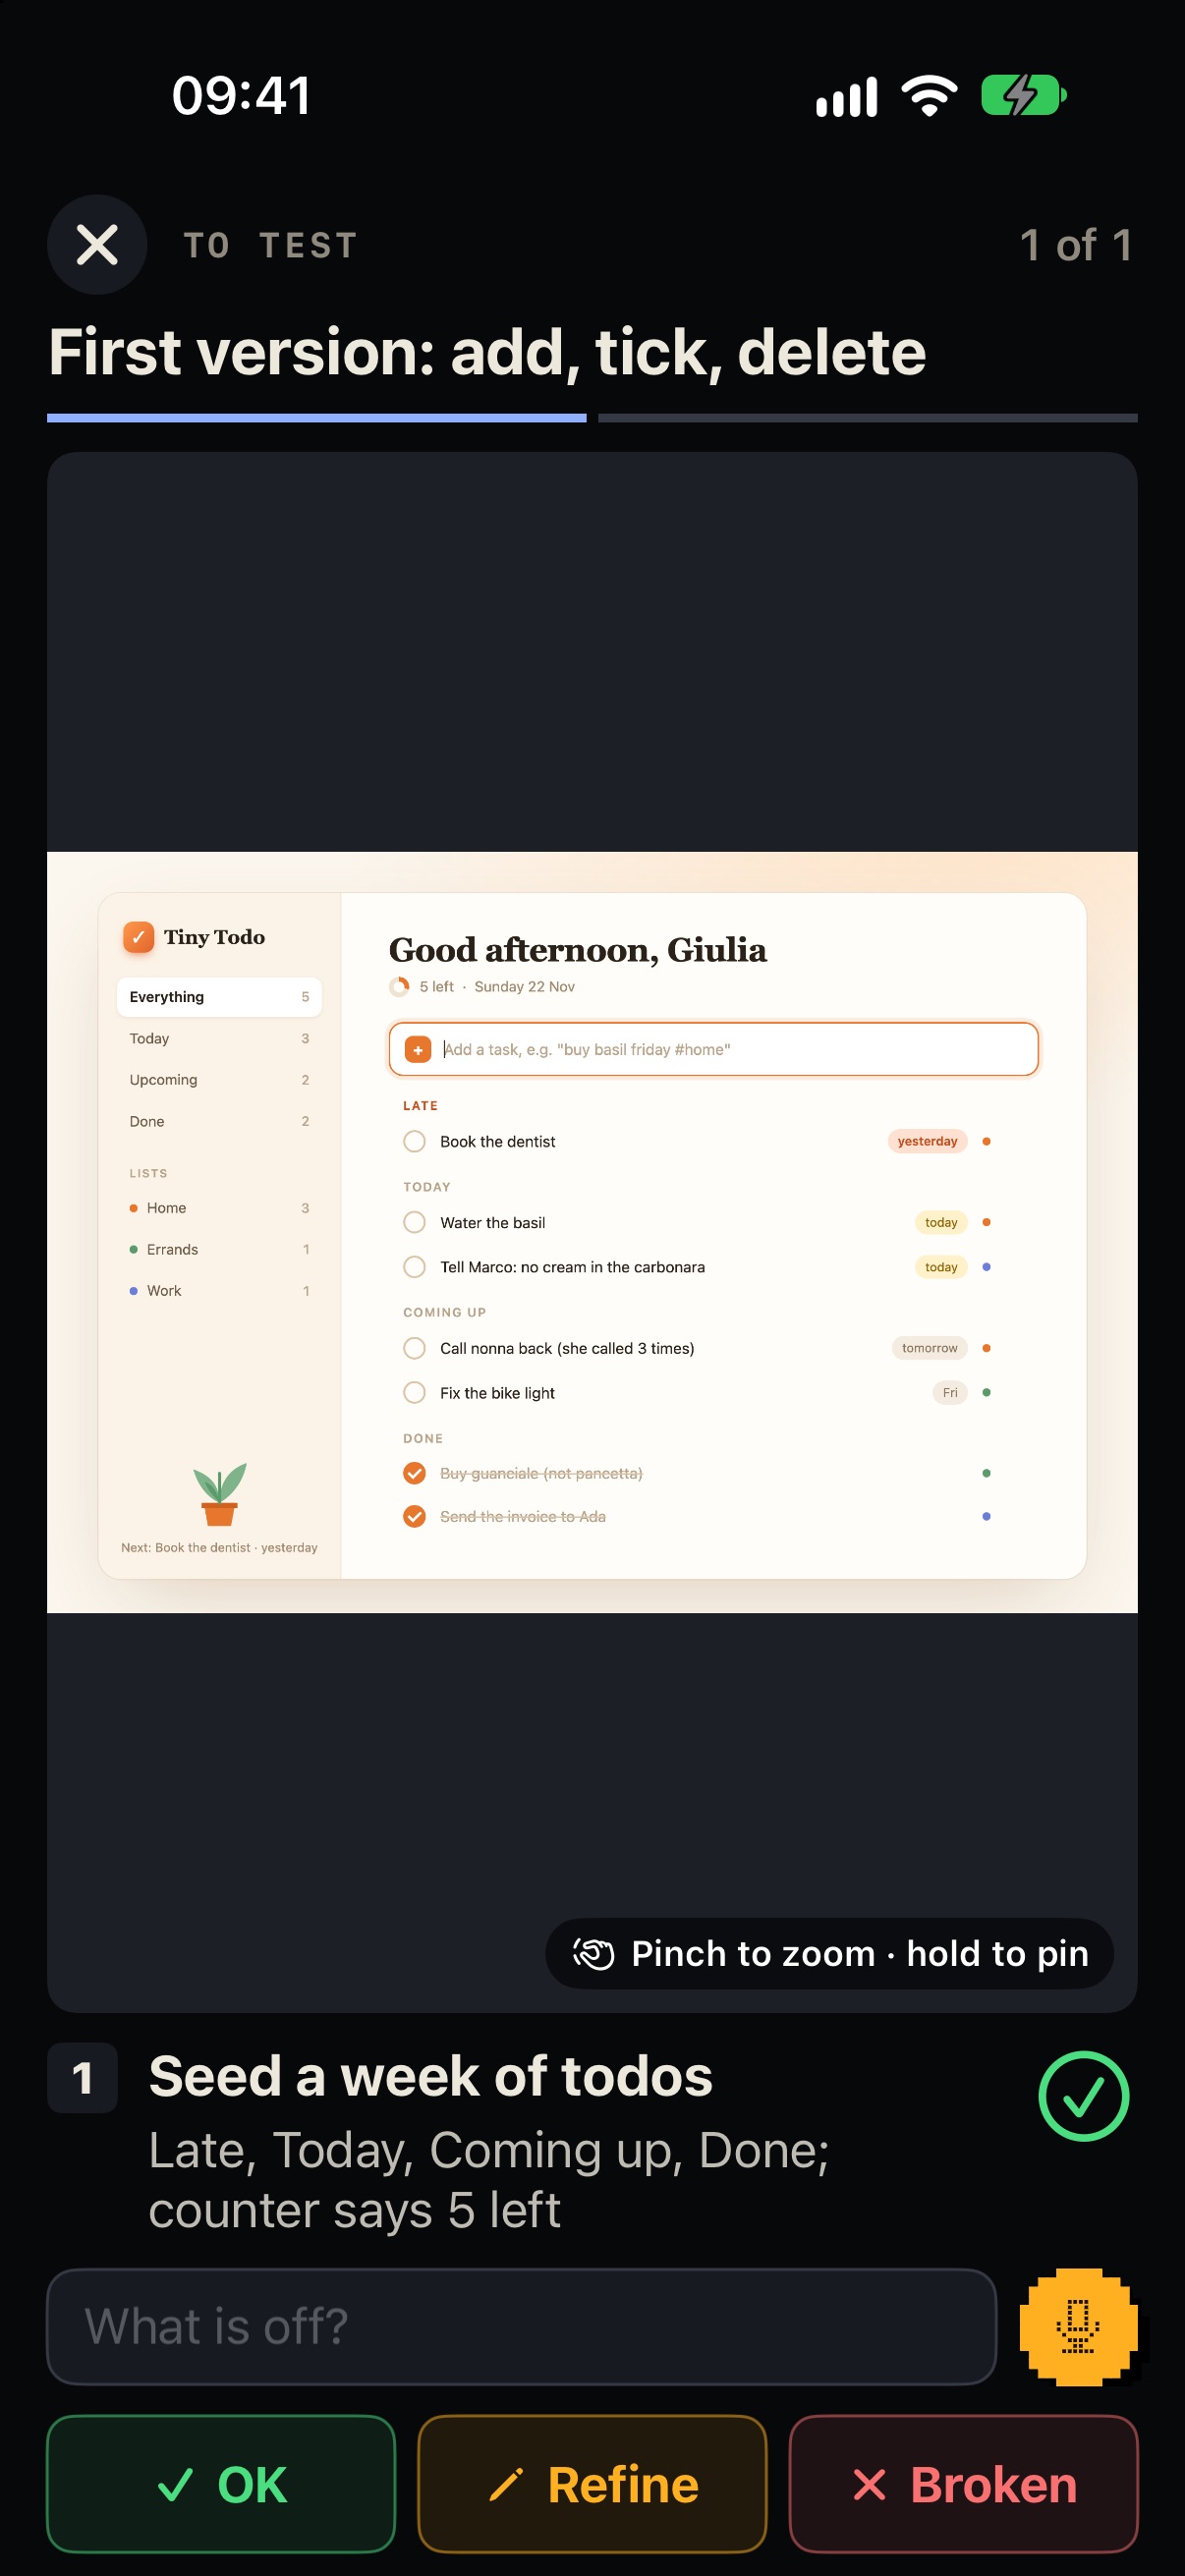 09:41
TO TEST
1 of 1
First version: add, tick, delete
Tiny Todo
Everything 5
Today 3
Upcoming 2
Done 2
LISTS
Home 3
Errands 1
Work 1
Next: Book the dentist · yesterday
Good afternoon, Giulia
5 left · Sunday 22 Nov
+ Add a task, e.g. "buy basil friday #home"
LATE
Book the dentist yesterday
TODAY
Water the basil today
Tell Marco: no cream in the carbonara today
COMING UP
Call nonna back (she called 3 times) tomorrow
Fix the bike light Fri
DONE
Buy guanciale (not pancetta)
Send the invoice to Ada
Pinch to zoom · hold to pin
1 Seed a week of todos
Late, Today, Coming up, Done;
counter says 5 left
What is off?
OK
Refine
Broken